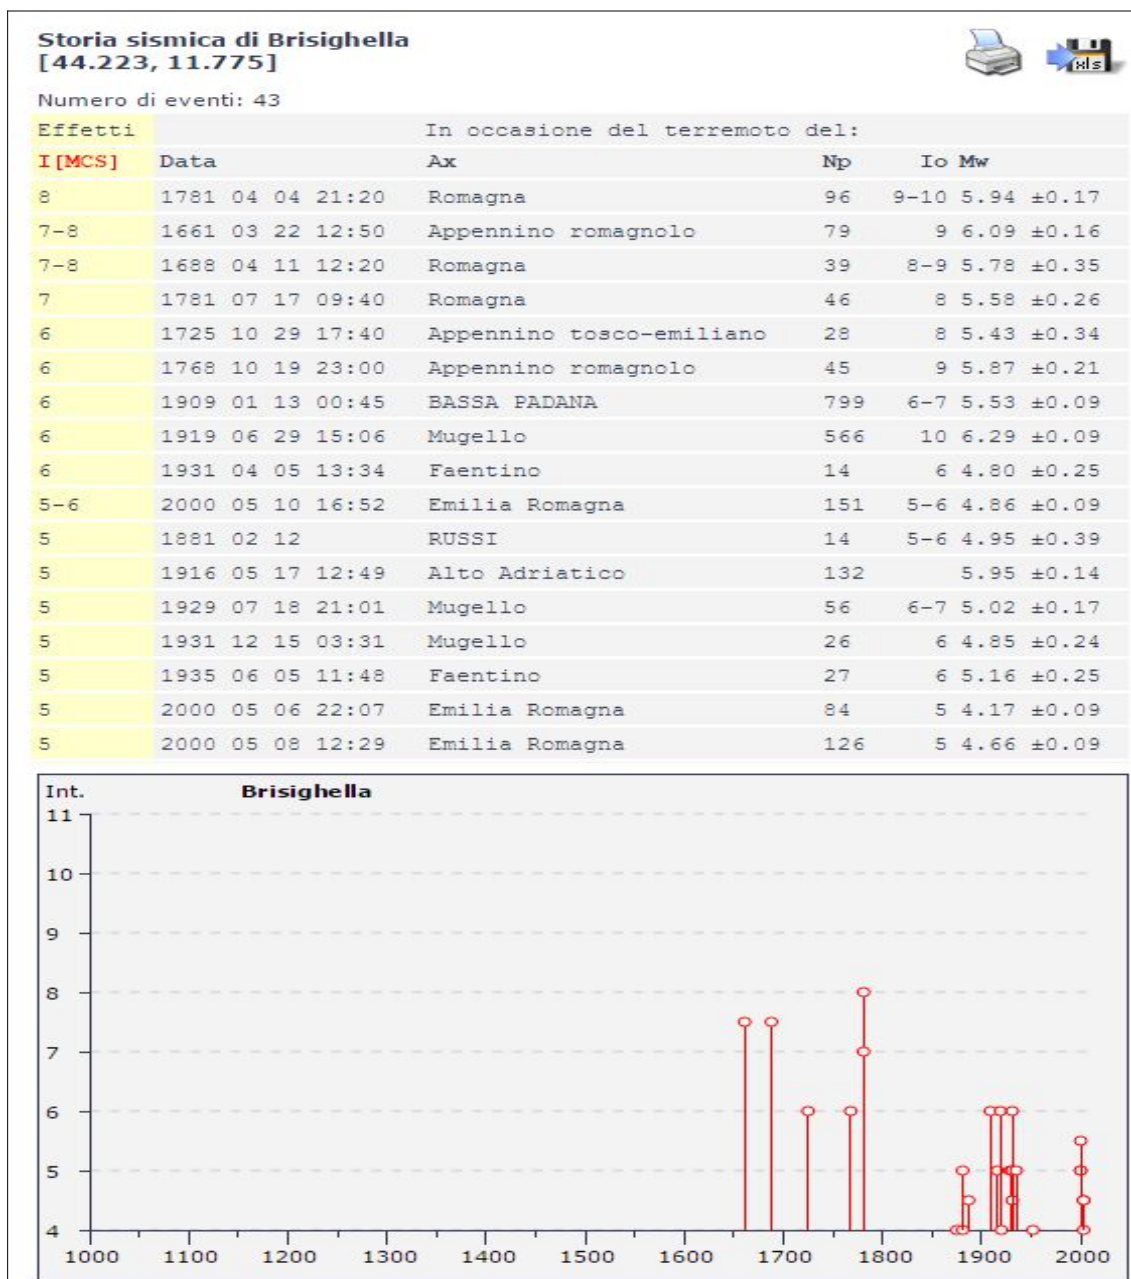 Storia sismica di Brisighella
[44.223, 11.775]
xls
Numero di eventi: 43
Effetti In occasione del terremoto del:
I[MCS] Data Ax Np Io Mw
8 1781 04 04 21:20 Romagna 96 9-10 5.94 ±0.17
7-8 1661 03 22 12:50 Appennino romagnolo 79 9 6.09 ±0.16
7-8 1688 04 11 12:20 Romagna 39 8-9 5.78 ±0.35
7 1781 07 17 09:40 Romagna 46 8 5.58 ±0.26
6 1725 10 29 17:40 Appennino tosco-emiliano 28 8 5.43 ±0.34
6 1768 10 19 23:00 Appennino romagnolo 45 9 5.87 ±0.21
6 1909 01 13 00:45 BASSA PADANA 799 6-7 5.53 ±0.09
6 1919 06 29 15:06 Mugello 566 10 6.29 ±0.09
6 1931 04 05 13:34 Faentino 14 6 4.80 ±0.25
5-6 2000 05 10 16:52 Emilia Romagna 151 5-6 4.86 ±0.09
5 1881 02 12 RUSSI 14 5-6 4.95 ±0.39
5 1916 05 17 12:49 Alto Adriatico 132 5.95 ±0.14
5 1929 07 18 21:01 Mugello 56 6-7 5.02 ±0.17
5 1931 12 15 03:31 Mugello 26 6 4.85 ±0.24
5 1935 06 05 11:48 Faentino 27 6 5.16 ±0.25
5 2000 05 06 22:07 Emilia Romagna 84 5 4.17 ±0.09
5 2000 05 08 12:29 Emilia Romagna 126 5 4.66 ±0.09
Int. Brisighella
11
10
9
8
7
6
5
4
1000 1100 1200 1300 1400 1500 1600 1700 1800 1900 2000